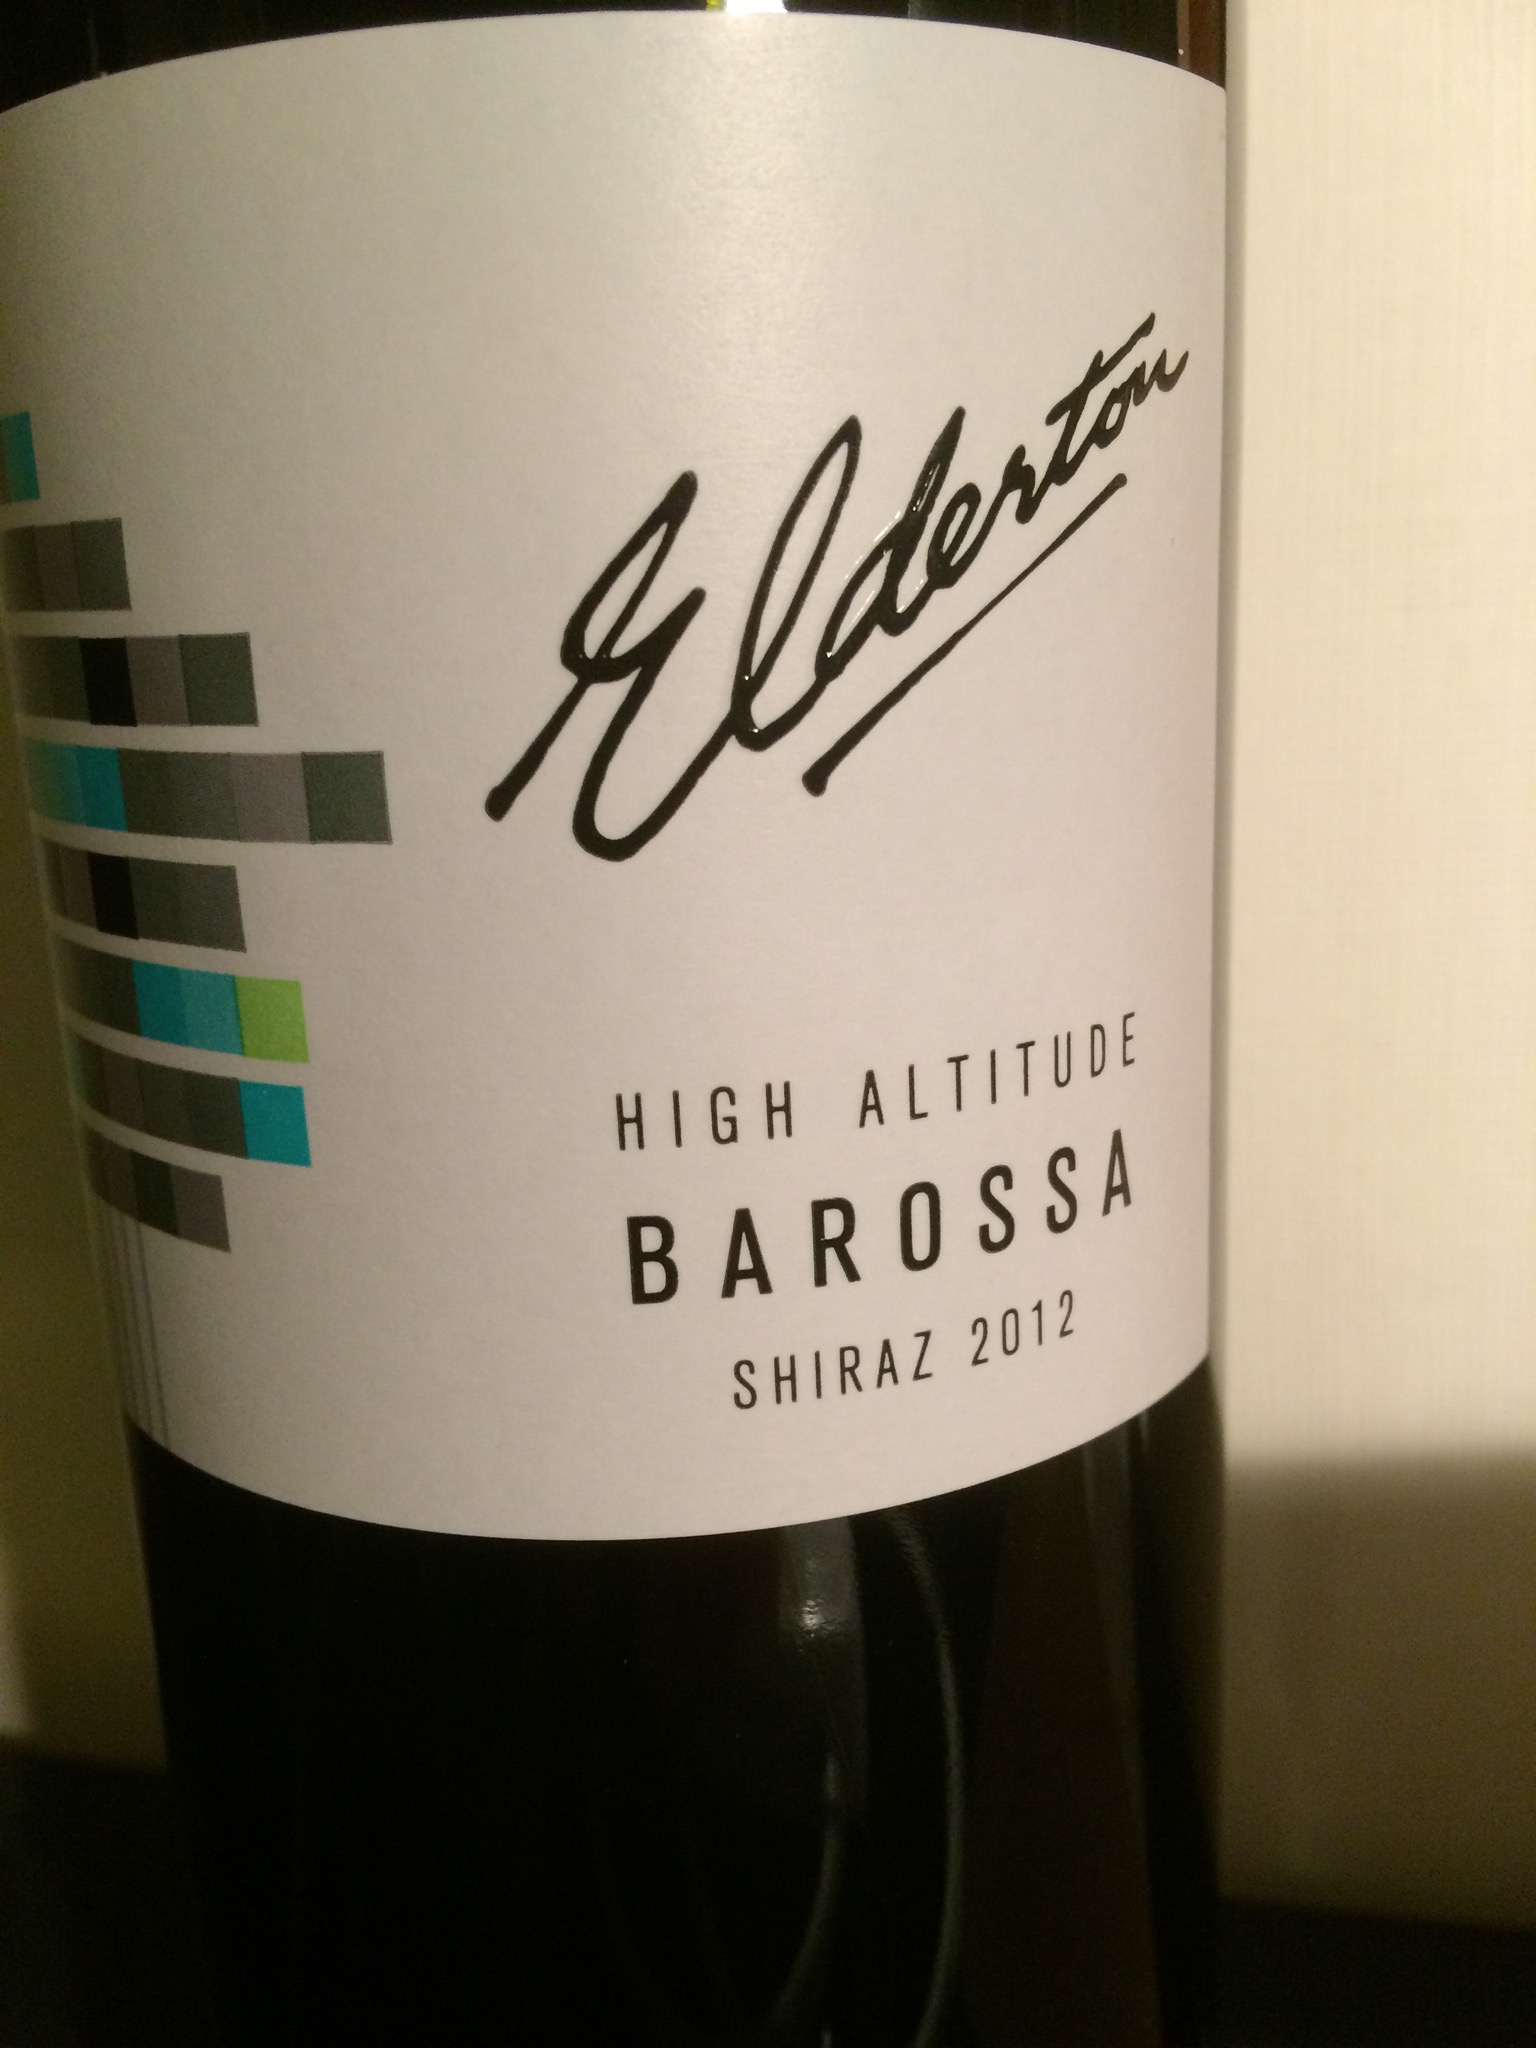 Elderton
HIGH ALTITUDE
BAROSSA
SHIRAZ 2012